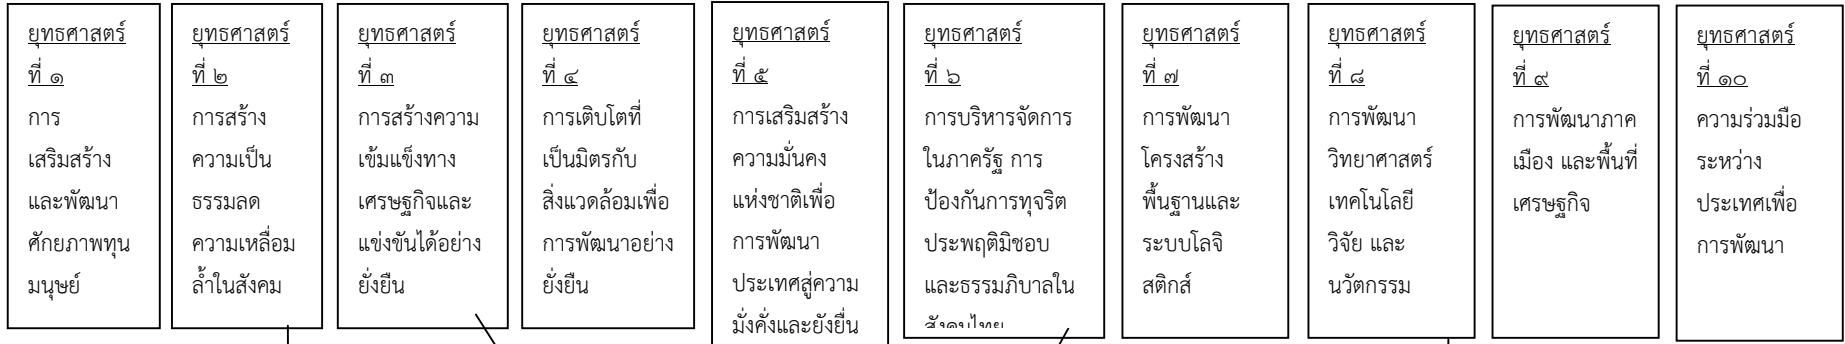 ยุทธศาสตร์
ที่ ๑
การ
เสริมสร้าง
และพัฒนา
ศักยภาพทุน
มนุษย์
ยุทธศาสตร์
ที่ ๒
การสร้าง
ความเป็น
ธรรมลด
ความเหลื่อม
ล้ำในสังคม
ยุทธศาสตร์
ที่ ๓
การสร้างความ
เข้มแข็งทาง
เศรษฐกิจและ
แข่งขันได้อย่าง
ยั่งยืน
ยุทธศาสตร์
ที่ ๔
การเติบโตที่
เป็นมิตรกับ
สิ่งแวดล้อมเพื่อ
การพัฒนาอย่าง
ยั่งยืน
ยุทธศาสตร์
ที่ ๕
การเสริมสร้าง
ความมั่นคง
แห่งชาติเพื่อ
การพัฒนา
ประเทศสู่ความ
มั่งคั่งและยังยื่น
ยุทธศาสตร์
ที่ ๖
การบริหารจัดการ
ในภาครัฐ การ
ป้องกันการทุจริต
ประพฤติมิชอบ
และธรรมภิบาลใน
สังคมไทย
ยุทธศาสตร์
ที่ ๗
การพัฒนา
โครงสร้าง
พื้นฐานและ
ระบบโลจิ
สติกส์
ยุทธศาสตร์
ที่ ๘
การพัฒนา
วิทยาศาสตร์
เทคโนโลยี
วิจัย และ
นวัตกรรม
ยุทธศาสตร์
ที่ ๙
การพัฒนาภาค
เมือง และพื้นที่
เศรษฐกิจ
ยุทธศาสตร์
ที่ ๑๐
ความร่วมมือ
ระหว่าง
ประเทศเพื่อ
การพัฒนา